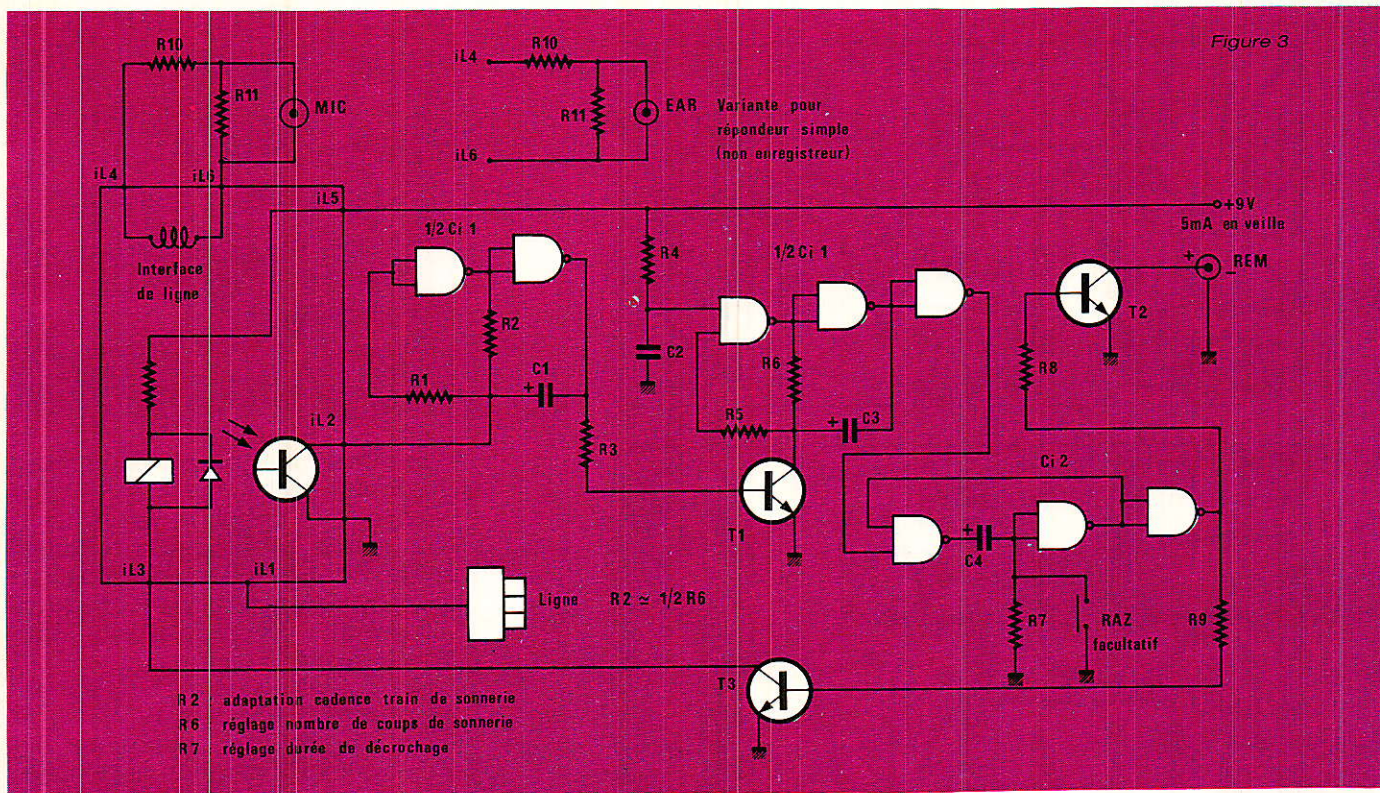 Figure 3
R10
R11
MIC
iL4
iL6
iL5
Interface
de ligne
iL4
R10
R11
EAR
iL6
Variante pour
répondeur simple
(non enregistreur)
+9V
5mA en veille
+
REM
-
1/2 Ci 1
R2
R1
+
C1
R3
iL2
R4
C2
1/2 Ci 1
R6
R5
+
C3
T1
T2
R8
Ci 2
+
C4
R7
RAZ
facultatif
R9
iL3
iL1
Ligne
R2 ≃ 1/2 R6
T3
R2 : adaptation cadence train de sonnerie
R6 : réglage nombre de coups de sonnerie
R7 : réglage durée de décrochage